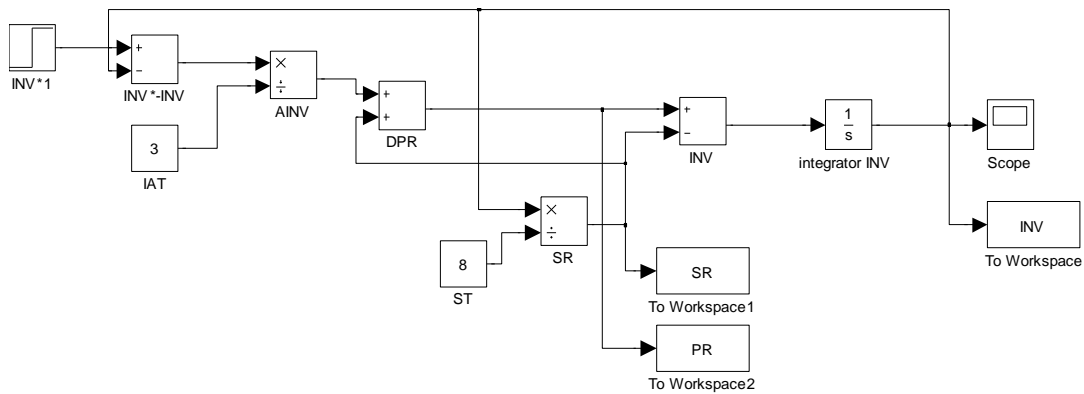 INV*1
+
−
INV*-INV
×
÷
AINV
3
IAT
+
+
DPR
+
−
INV
1
s
integrator INV
Scope
INV
To Workspace
×
÷
SR
8
ST
SR
To Workspace1
PR
To Workspace2